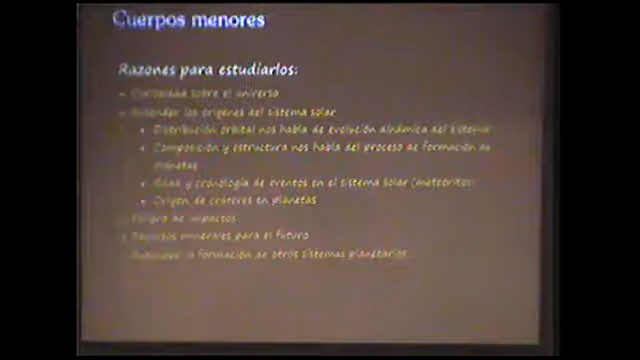 Cuerpos menores
Razones para estudiarlos:
Curiosidad sobre el universo
Entender los orígenes del sistema solar
Distribución orbital nos habla de evolución dinámica del sistema
Composición y estructura nos habla del proceso de formación de
planetas
Edad y cronología de eventos en el sistema solar (meteoritos)
Origen de cráteres en planetas
Peligro de impactos
Recursos minerales para el futuro
la formación de otros sistemas planetarios